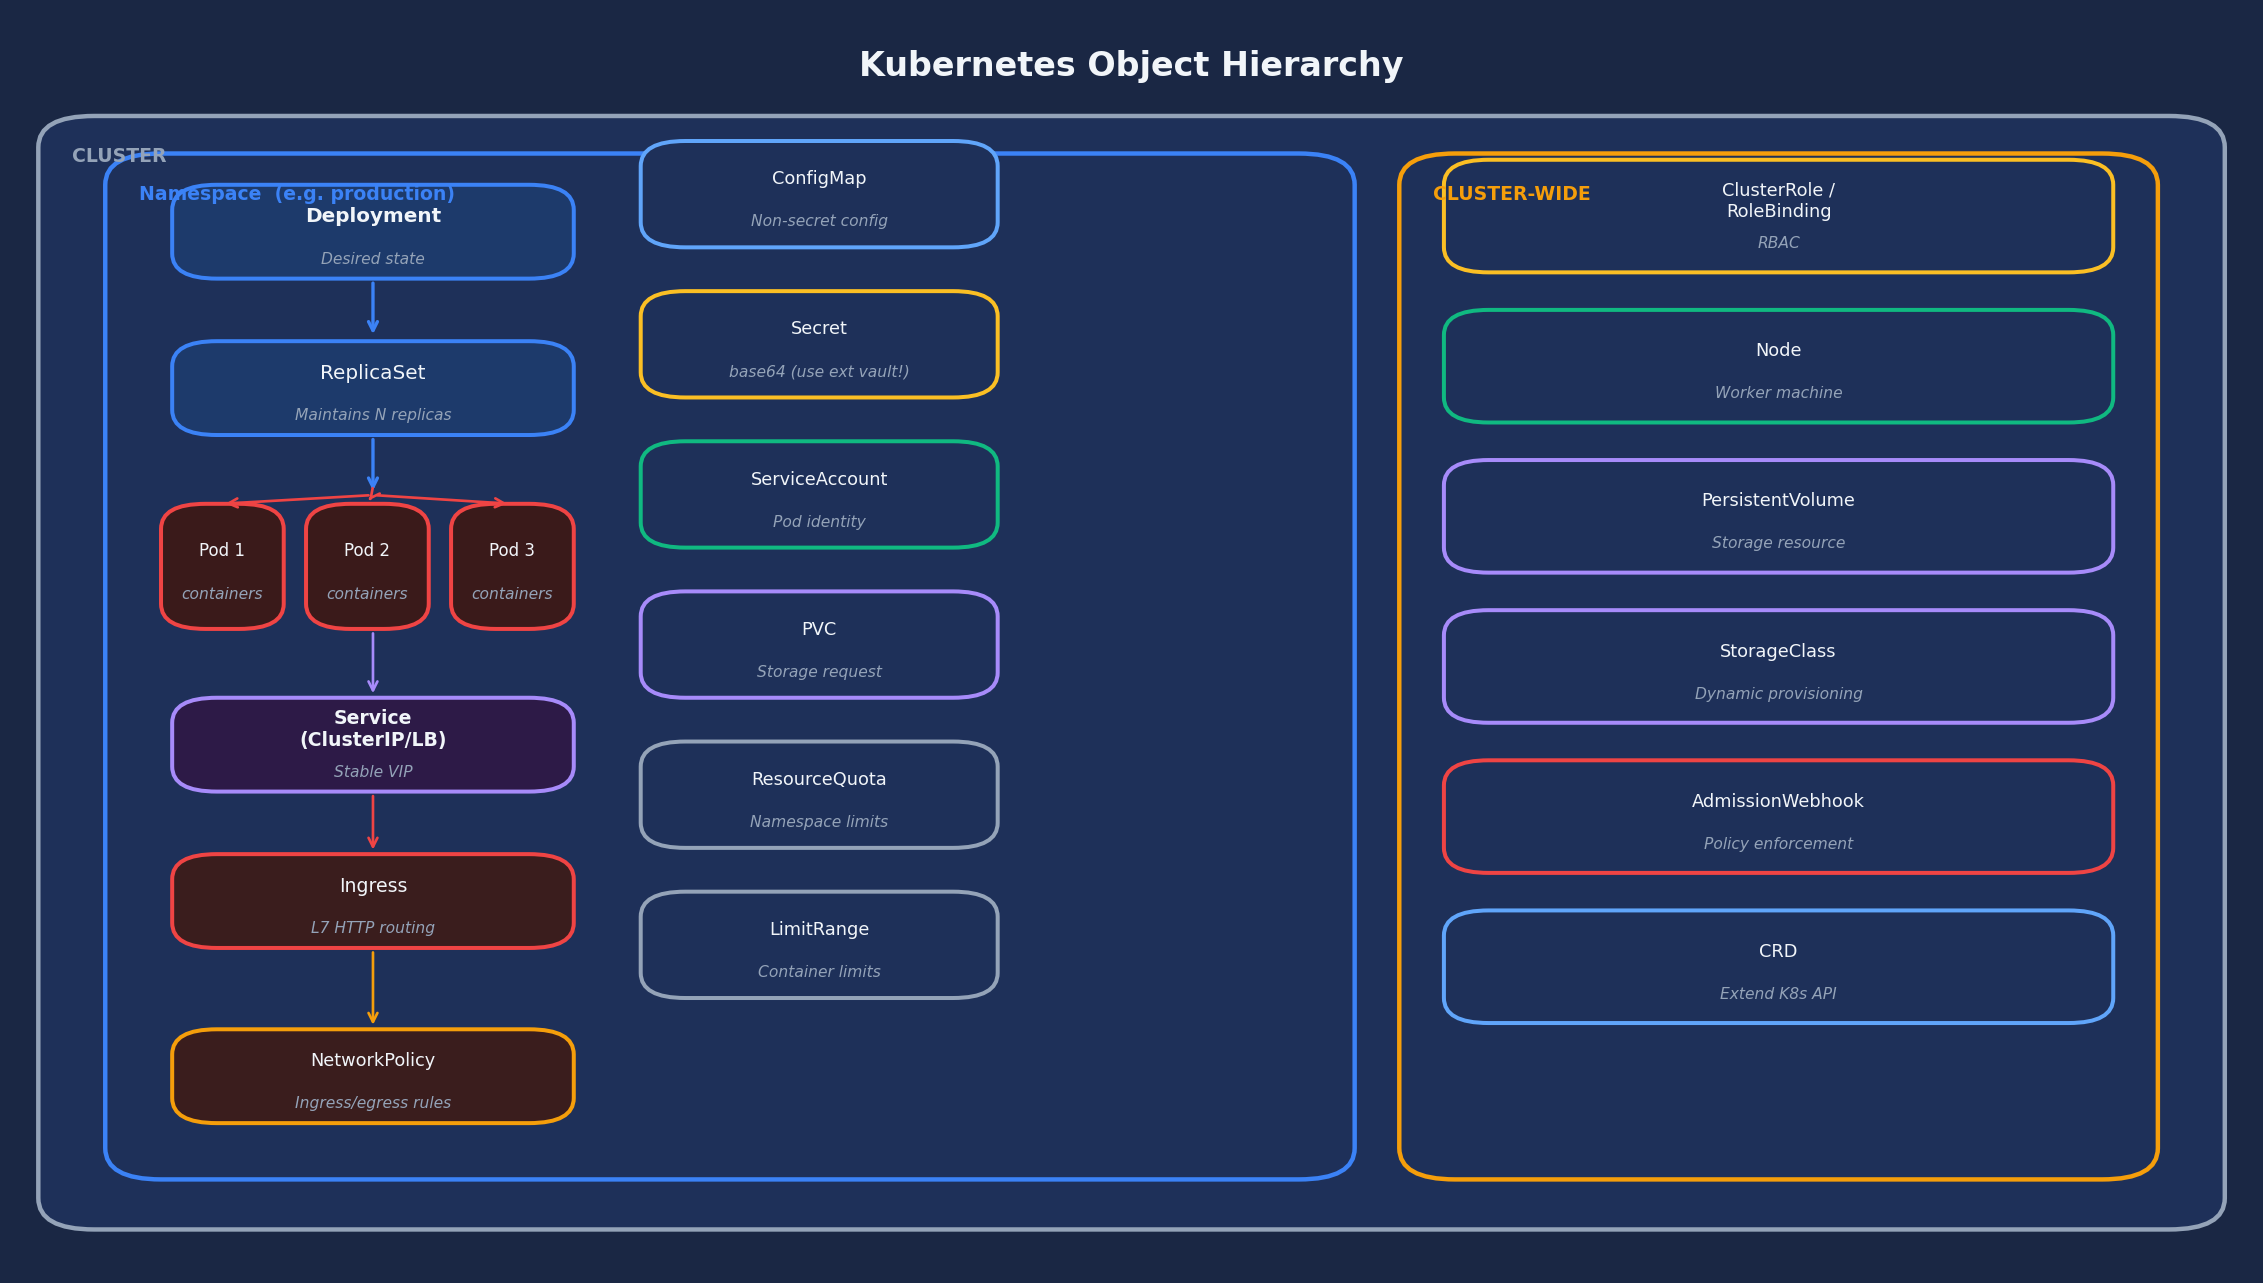 Kubernetes Object Hierarchy
CLUSTER
Namespace  (e.g. production)
Deployment
Desired state
ReplicaSet
Maintains N replicas
Pod 1
containers
Pod 2
containers
Pod 3
containers
Service
(ClusterIP/LB)
Stable VIP
Ingress
L7 HTTP routing
NetworkPolicy
Ingress/egress rules
ConfigMap
Non-secret config
Secret
base64 (use ext vault!)
ServiceAccount
Pod identity
PVC
Storage request
ResourceQuota
Namespace limits
LimitRange
Container limits
CLUSTER-WIDE
ClusterRole /
RoleBinding
RBAC
Node
Worker machine
PersistentVolume
Storage resource
StorageClass
Dynamic provisioning
AdmissionWebhook
Policy enforcement
CRD
Extend K8s API